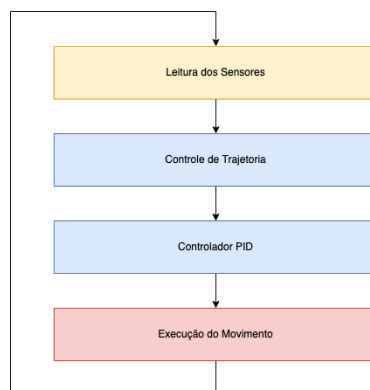 Leitura dos Sensores
Controle de Trajetoria
Controlador PID
Execução do Movimento